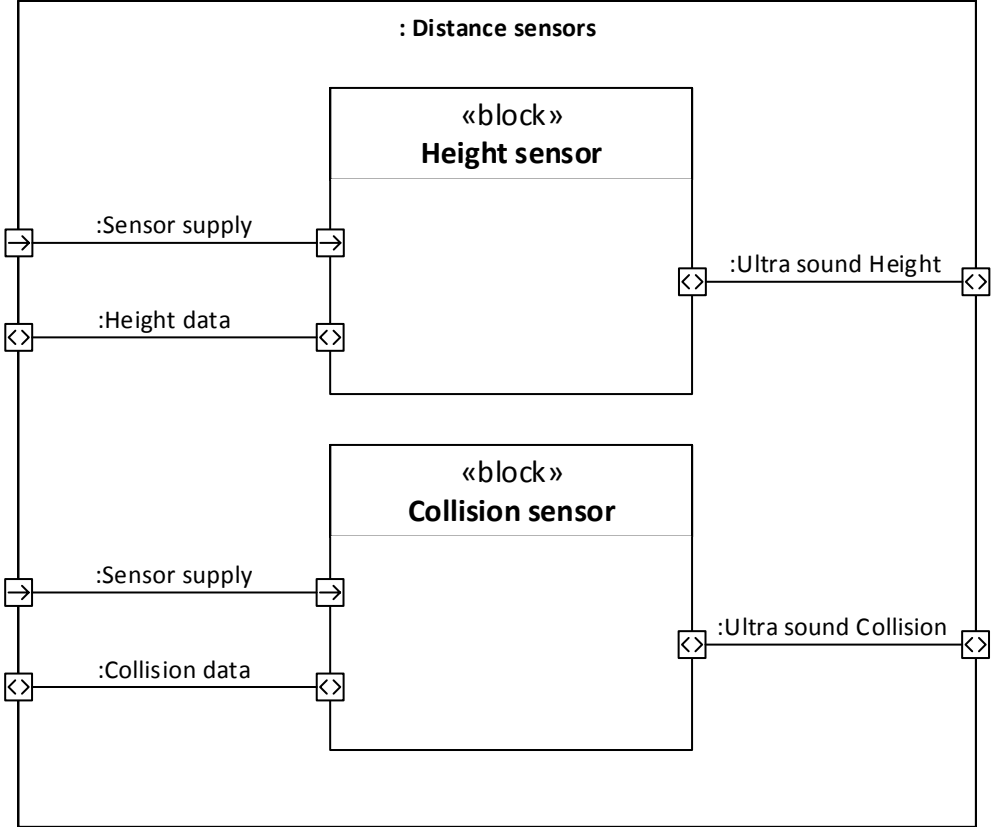 : Distance sensors
«block»
Height sensor
:Sensor supply
:Ultra sound Height
:Height data
«block»
Collision sensor
:Sensor supply
:Ultra sound Collision
:Collision data